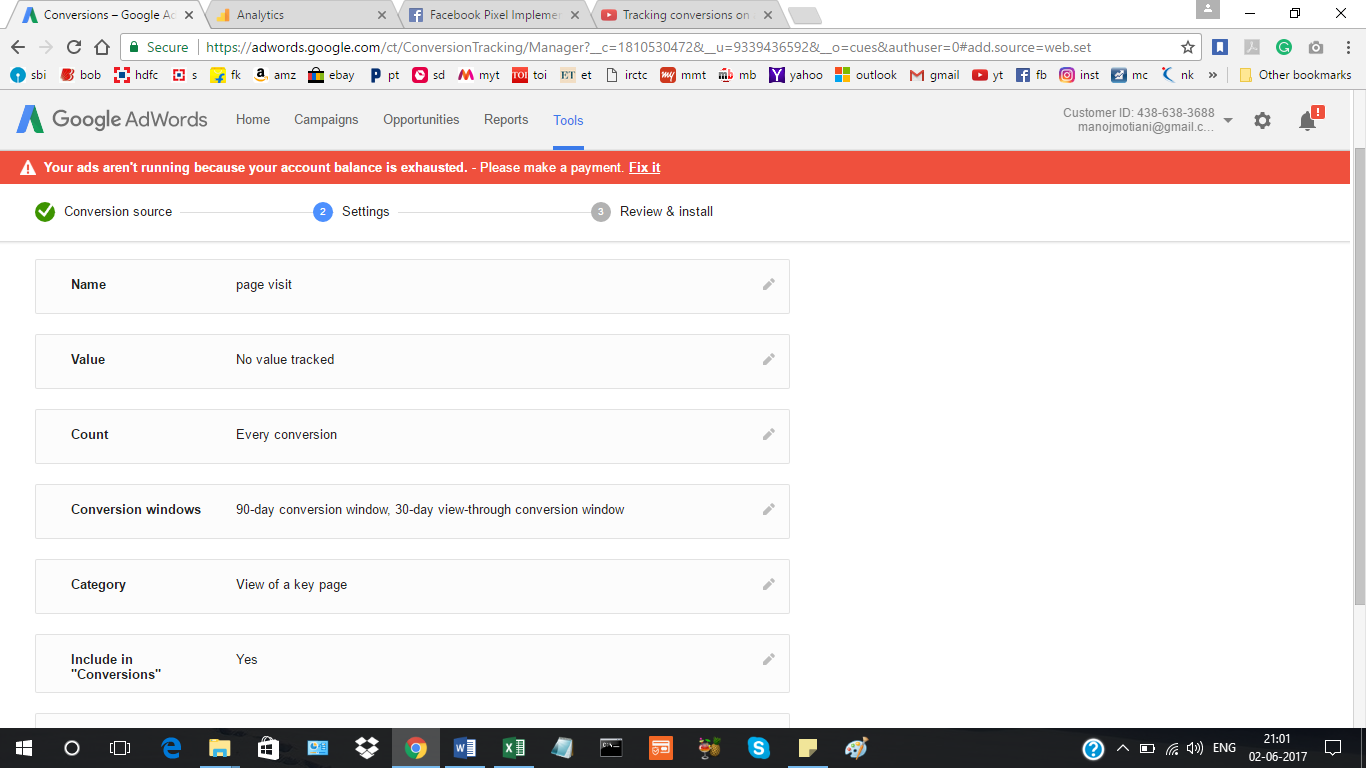 Conversions – Google Ad
Analytics
Facebook Pixel Implemen
Tracking conversions on
Secure
https://adwords.google.com/ct/ConversionTracking/Manager?__c=1810530472&__u=9339436592&__o=cues&authuser=0#add.source=web.set
sbi bob hdfc s fk amz ebay pt sd myt toi et irctc mmt mb yahoo outlook gmail yt fb inst mc nk » Other bookmarks
Google AdWords
Home Campaigns Opportunities Reports Tools
Customer ID: 438-638-3688
manojmotiani@gmail.c...
Your ads aren't running because your account balance is exhausted. - Please make a payment. Fix it
Conversion source 2 Settings 3 Review & install
Name page visit
Value No value tracked
Count Every conversion
Conversion windows 90-day conversion window, 30-day view-through conversion window
Category View of a key page
Include in "Conversions" Yes
ENG
21:01
02-06-2017